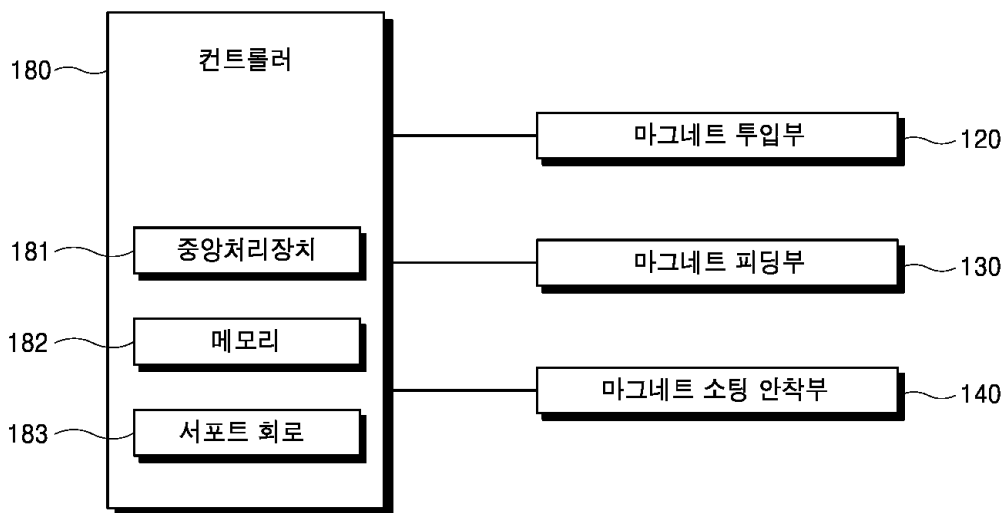 180
컨트롤러
마그네트 투입부
120
181
중앙처리장치
마그네트 피딩부
130
182
메모리
마그네트 소팅 안착부
140
183
서포트 회로